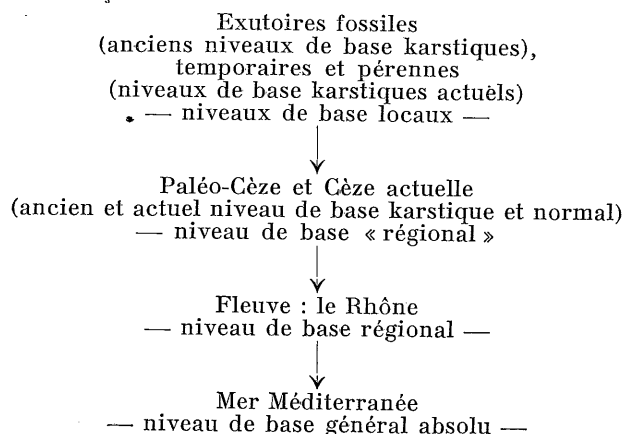 Exutoires fossiles
(anciens niveaux de base karstiques),
temporaires et pérennes
(niveaux de base karstiques actuels)
— niveaux de base locaux —
Paléo-Cèze et Cèze actuelle
(ancien et actuel niveau de base karstique et normal)
— niveau de base « régional »
Fleuve : le Rhône
— niveau de base régional —
Mer Méditerranée
— niveau de base général absolu —